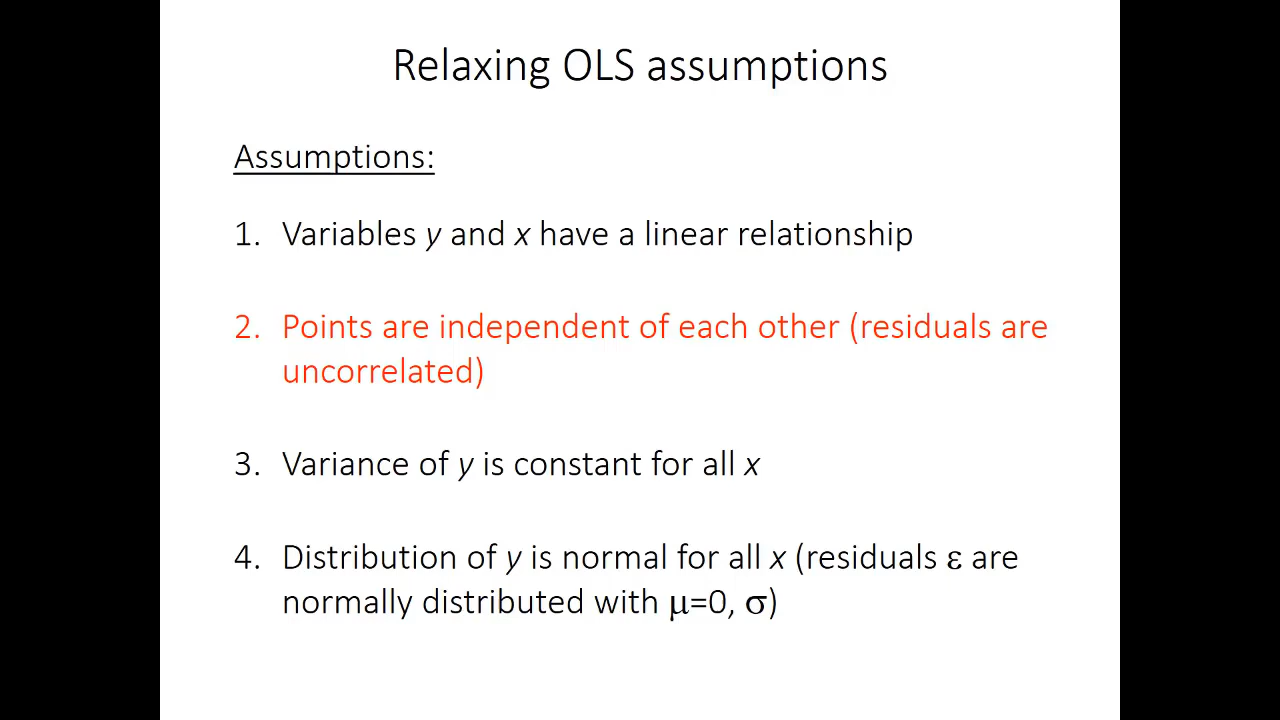 Relaxing OLS assumptions
Assumptions:
1. Variables y and x have a linear relationship
2. Points are independent of each other (residuals are
uncorrelated)
3. Variance of y is constant for all x
4. Distribution of y is normal for all x (residuals ε are
normally distributed with μ=0, σ)